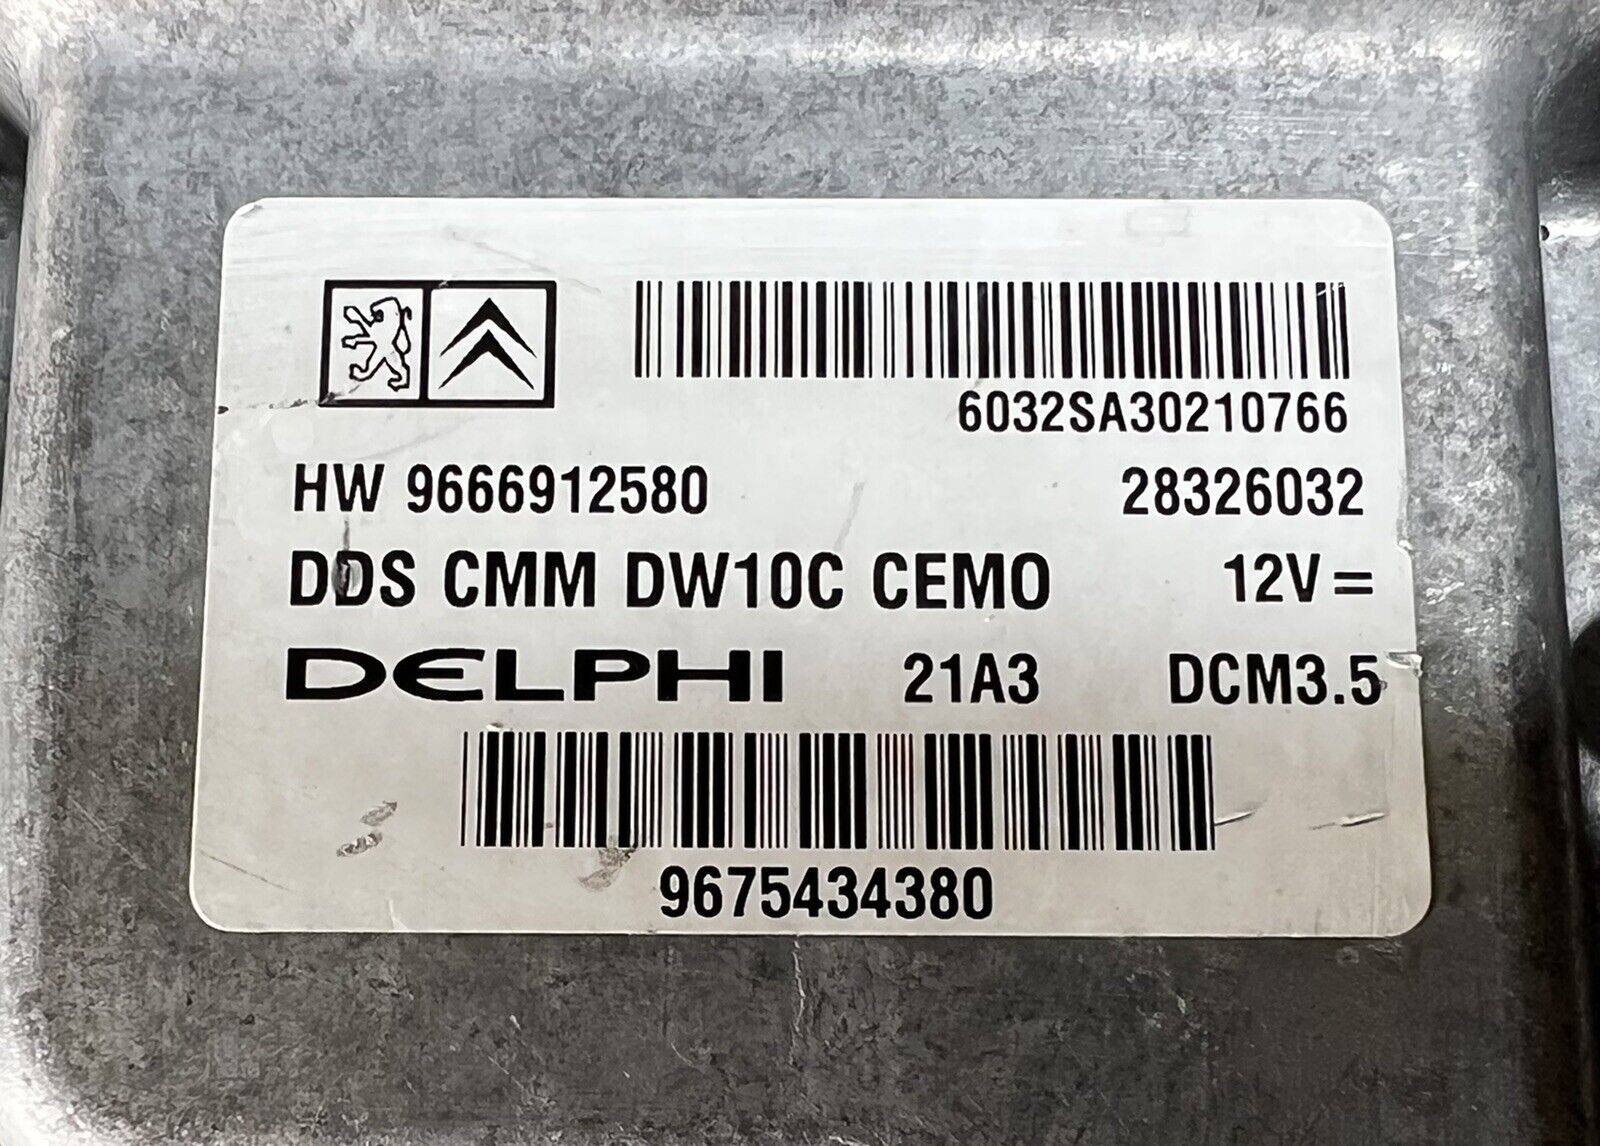 6032SA30210766
HW 9666912580 28326032
DDS CMM DW10C CEMO 12V=
DELPHI 21A3 DCM3.5
9675434380